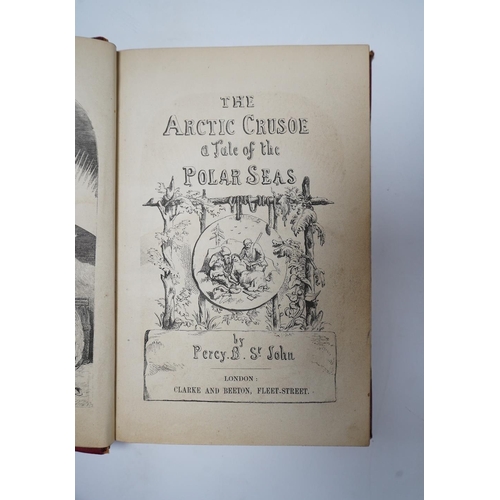 THE
ARCTIC CRUSOE
a Tale of the
POLAR SEAS
by
Percy. B. Sᵗ John
LONDON:
CLARKE AND BEETON, FLEET-STREET.